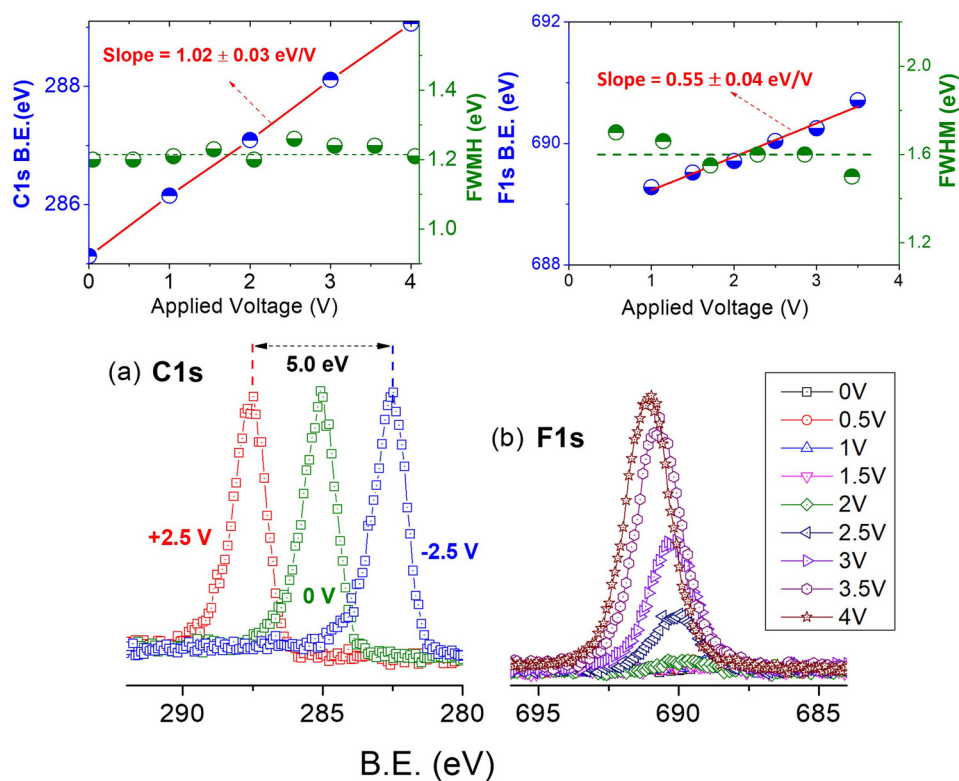 288
286
C1s B.E.(eV)
Slope = 1.02 ± 0.03 eV/V
1.4
1.2
1.0
FWMH (eV)
0 1 2 3 4
Applied Voltage (V)
692
690
688
F1s B.E. (eV)
Slope = 0.55 ± 0.04 eV/V
2.0
1.8
1.6
1.4
1.2
FWHM (eV)
0 1 2 3 4
Applied Voltage (V)
(a) C1s
5.0 eV
+2.5 V
0 V
-2.5 V
290 285 280
(b) F1s
0V
0.5V
1V
1.5V
2V
2.5V
3V
3.5V
4V
695 690 685
B.E. (eV)